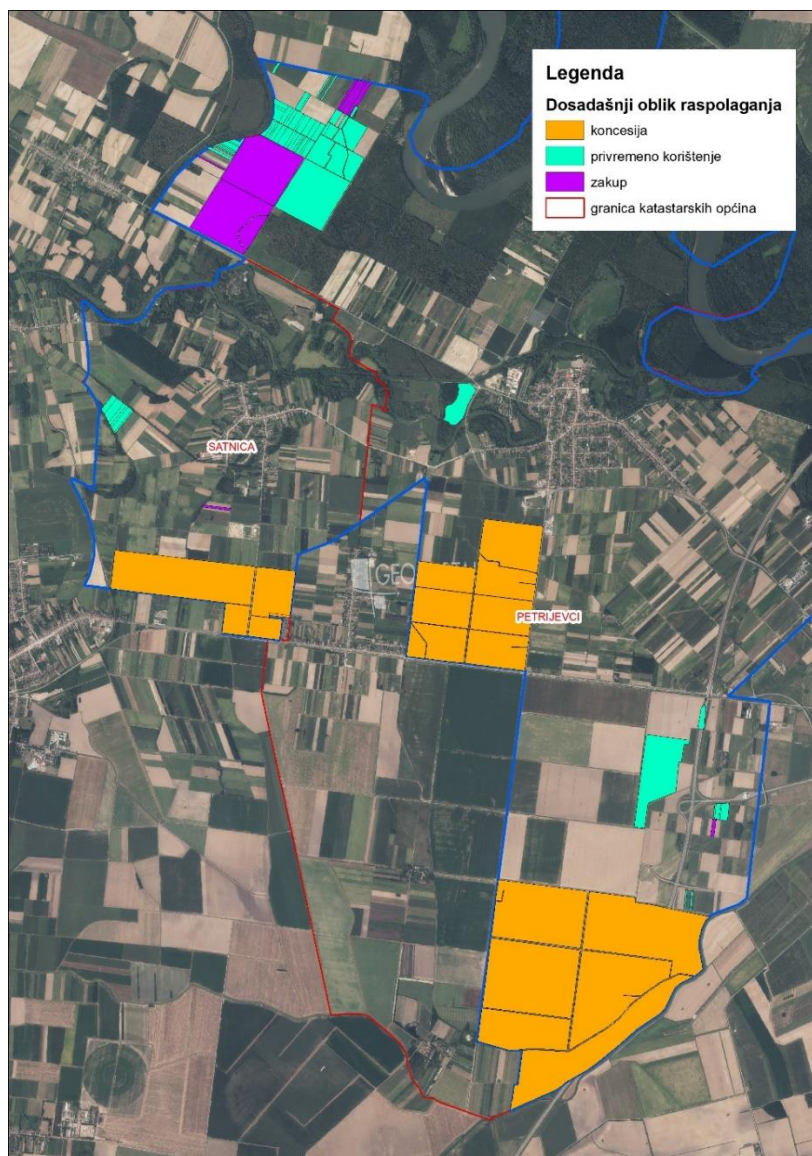 Legenda
Dosadašnji oblik raspolaganja
koncesija
privremeno korištenje
zakup
granica katastarskih općina
SATNICA
PETRIJEVCI